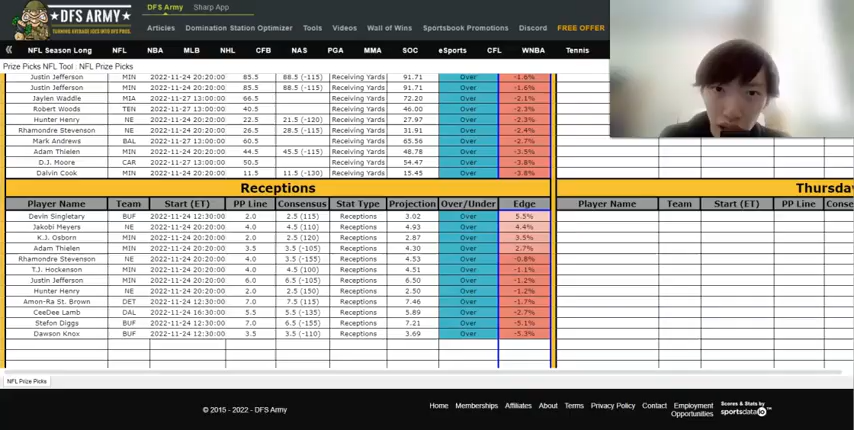 DFS Army Sharp App
DFS ARMY
TURNING AVERAGE JOES INTO DFS PROS.
Articles Domination Station Optimizer Tools Videos Wall of Wins Sportsbook Promotions Discord FREE OFFER
NFL Season Long NFL NBA MLB NHL CFB NAS PGA MMA SOC eSports CFL WNBA Tennis
Prize Picks NFL Tool : NFL Prize Picks
Justin Jefferson MIN 2022-11-24 20:20:00 85.5 88.5 (-115) Receiving Yards 91.71 Over -1.6%
Justin Jefferson MIN 2022-11-24 20:20:00 85.5 88.5 (-115) Receiving Yards 91.71 Over -1.6%
Jaylen Waddle MIA 2022-11-27 13:00:00 66.5 Receiving Yards 72.20 Over -2.1%
Robert Woods TEN 2022-11-27 13:00:00 40.5 Receiving Yards 46.00 Over -2.3%
Hunter Henry NE 2022-11-24 20:20:00 22.5 21.5 (-120) Receiving Yards 27.97 Over -2.3%
Rhamondre Stevenson NE 2022-11-24 20:20:00 26.5 28.5 (-115) Receiving Yards 31.91 Over -2.4%
Mark Andrews BAL 2022-11-27 13:00:00 60.5 Receiving Yards 65.56 Over -2.7%
Adam Thielen MIN 2022-11-24 20:20:00 44.5 45.5 (-115) Receiving Yards 48.78 Over -3.5%
D.J. Moore CAR 2022-11-27 13:00:00 50.5 Receiving Yards 54.47 Over -3.8%
Dalvin Cook MIN 2022-11-24 20:20:00 11.5 11.5 (-130) Receiving Yards 15.45 Over -3.8%
Receptions Thursda
Player Name Team Start (ET) PP Line Consensus Stat Type Projection Over/Under Edge Player Name Team Start (ET) PP Line Conse
Devin Singletary BUF 2022-11-24 12:30:00 2.0 2.5 (115) Receptions 3.02 Over 5.5%
Jakobi Meyers NE 2022-11-24 20:20:00 4.0 4.5 (110) Receptions 4.93 Over 4.4%
K.J. Osborn MIN 2022-11-24 20:20:00 2.0 2.5 (120) Receptions 2.87 Over 3.5%
Adam Thielen MIN 2022-11-24 20:20:00 3.5 3.5 (-105) Receptions 4.30 Over 2.7%
Rhamondre Stevenson NE 2022-11-24 20:20:00 4.0 3.5 (-155) Receptions 4.53 Over -0.8%
T.J. Hockenson MIN 2022-11-24 20:20:00 4.0 4.5 (100) Receptions 4.51 Over -1.1%
Justin Jefferson MIN 2022-11-24 20:20:00 6.0 6.5 (-105) Receptions 6.50 Over -1.2%
Hunter Henry NE 2022-11-24 20:20:00 2.0 2.5 (150) Receptions 2.50 Over -1.2%
Amon-Ra St. Brown DET 2022-11-24 12:30:00 7.0 7.5 (115) Receptions 7.46 Over -1.7%
CeeDee Lamb DAL 2022-11-24 16:30:00 5.5 5.5 (-135) Receptions 5.89 Over -2.7%
Stefon Diggs BUF 2022-11-24 12:30:00 7.0 6.5 (-155) Receptions 7.21 Over -5.1%
Dawson Knox BUF 2022-11-24 12:30:00 3.5 3.5 (-110) Receptions 3.69 Over -5.3%
NFL Prize Picks
© 2015 - 2022 - DFS Army Home Memberships Affiliates About Terms Privacy Policy Contact Employment Opportunities
Scores & Stats by
sportsdata io